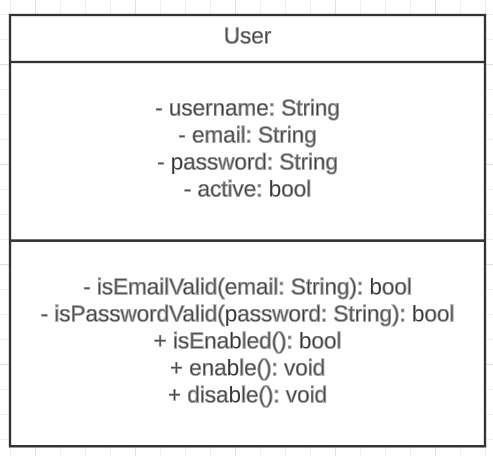 User
- username: String
- email: String
- password: String
- active: bool
- isEmailValid(email: String): bool
- isPasswordValid(password: String): bool
+ isEnabled(): bool
+ enable(): void
+ disable(): void